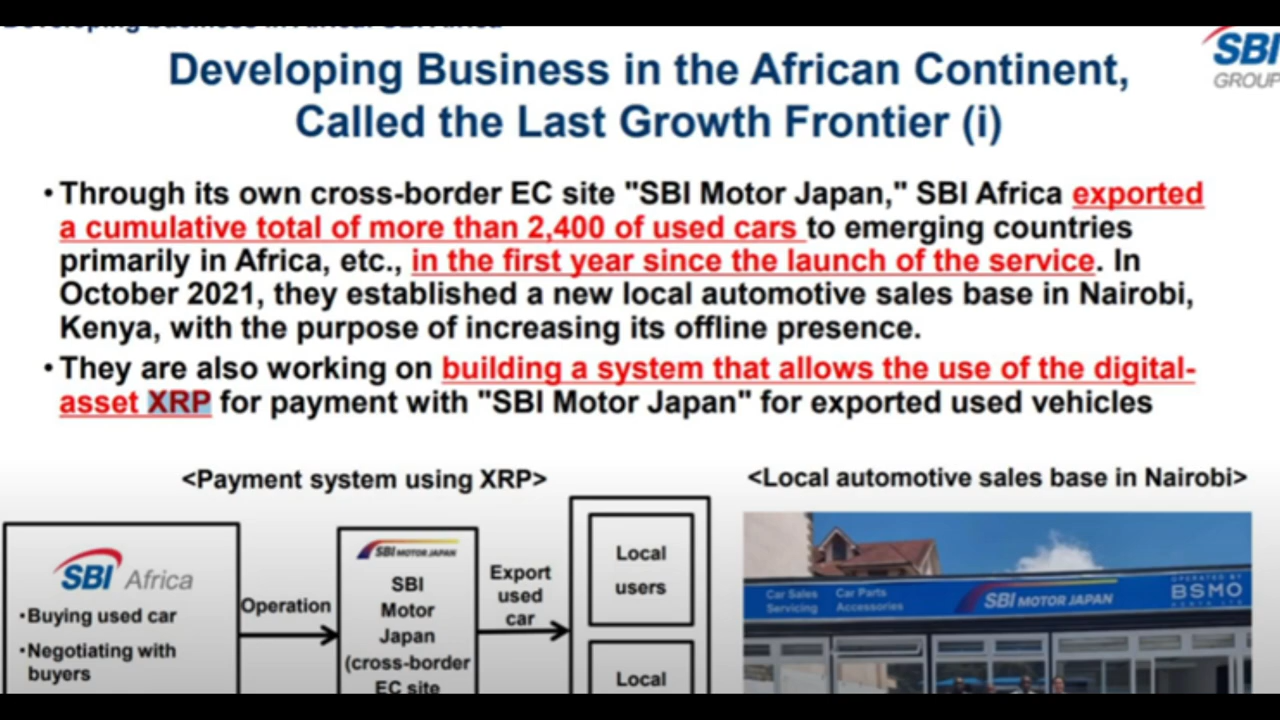 Developing Business in Africa: SBI Africa
SBI
GROUP
Developing Business in the African Continent,
Called the Last Growth Frontier (i)
• Through its own cross-border EC site "SBI Motor Japan," SBI Africa exported
a cumulative total of more than 2,400 of used cars to emerging countries
primarily in Africa, etc., in the first year since the launch of the service. In
October 2021, they established a new local automotive sales base in Nairobi,
Kenya, with the purpose of increasing its offline presence.
• They are also working on building a system that allows the use of the digital-
asset XRP for payment with "SBI Motor Japan" for exported used vehicles
<Payment system using XRP>
SBI Africa
•Buying used car
•Negotiating with
buyers
Operation
SBI MOTOR JAPAN
SBI
Motor
Japan
(cross-border
EC site
Export
used
car
Local
users
Local
<Local automotive sales base in Nairobi>
Car Sales
Servicing
Car Parts
Accessories
SBI MOTOR JAPAN
OPERATED BY
BSMO